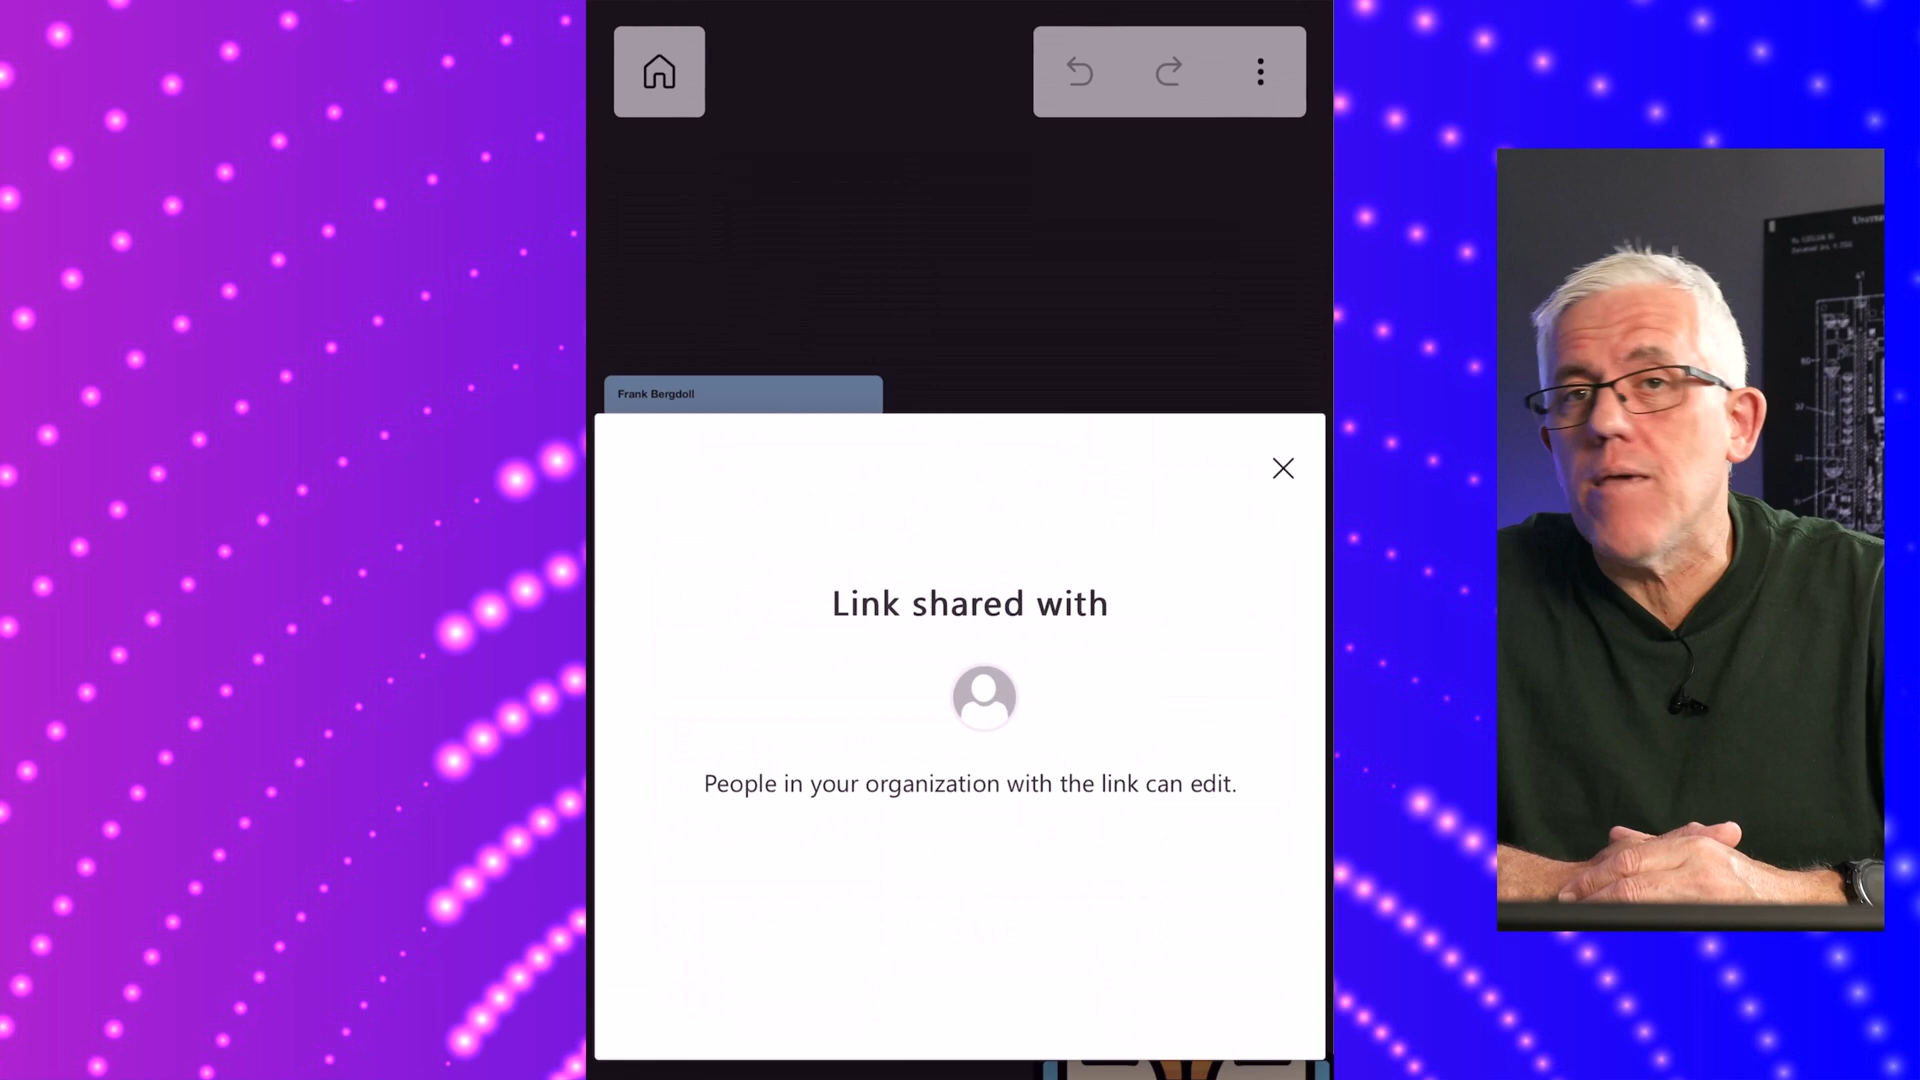 Frank Bergdoll
Link shared with
People in your organization with the link can edit.